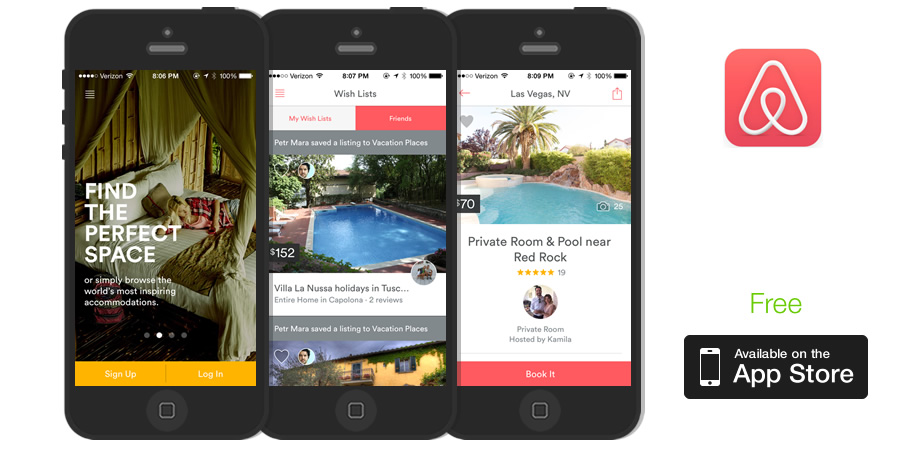 Verizon 8:06 PM 100%
FIND
THE
PERFECT
SPACE
or simply browse the
world's most inspiring
accommodations.
Sign Up Log In
Verizon 8:07 PM 100%
Wish Lists
My Wish Lists Friends
Petr Mara saved a listing to Vacation Places
$152
Villa La Nussa holidays in Tusc...
Entire Home in Capolona · 2 reviews
Petr Mara saved a listing to Vacation Places
Verizon 8:09 PM 100%
Las Vegas, NV
$70
25
Private Room & Pool near
Red Rock
19
Private Room
Hosted by Kamila
Book It
Free
Available on the
App Store